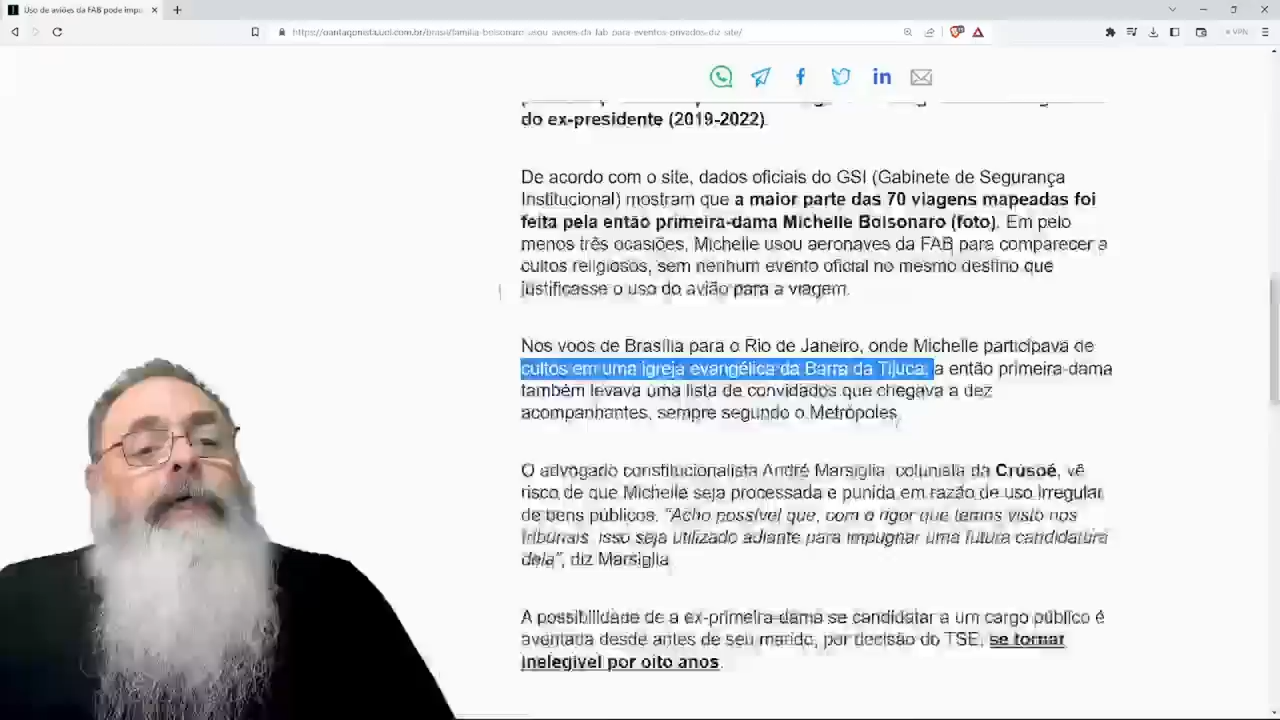 Uso de aviões da FAB pode impu
https://oantagonista.uol.com.br/brasil/familia-bolsonaro-usou-avioes-da-fab-para-eventos-privados-diz-site/
VPN
do ex-presidente (2019-2022).
De acordo com o site, dados oficiais do GSI (Gabinete de Segurança
Institucional) mostram que a maior parte das 70 viagens mapeadas foi
feita pela então primeira-dama Michelle Bolsonaro (foto). Em pelo
menos três ocasiões, Michelle usou aeronaves da FAB para comparecer a
cultos religiosos, sem nenhum evento oficial no mesmo destino que
justificasse o uso do avião para a viagem.
Nos voos de Brasília para o Rio de Janeiro, onde Michelle participava de
cultos em uma igreja evangélica da Barra da Tijuca, a então primeira-dama
também levava uma lista de convidados que chegava a dez
acompanhantes, sempre segundo o Metrópoles.
O advogado constitucionalista André Marsiglia, colunista da Crusoé, vê
risco de que Michelle seja processada e punida em razão de uso irregular
de bens públicos. “Acho possível que, com o rigor que temos visto nos
tribunais, isso seja utilizado adiante para impugnar uma futura candidatura
dela”, diz Marsiglia.
A possibilidade de a ex-primeira-dama se candidatar a um cargo público é
aventada desde antes de seu marido, por decisão do TSE, se tornar
inelegível por oito anos.